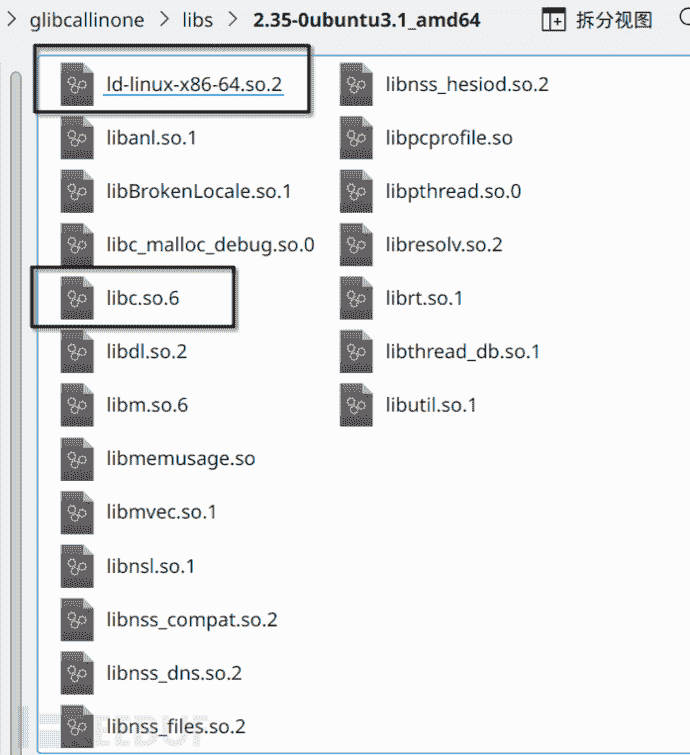 glibcallinone > libs > 2.35-0ubuntu3.1_amd64 拆分视图
ld-linux-x86-64.so.2
libanl.so.1
libBrokenLocale.so.1
libc_malloc_debug.so.0
libc.so.6
libdl.so.2
libm.so.6
libmemusage.so
libmvec.so.1
libnsl.so.1
libnss_compat.so.2
libnss_dns.so.2
libnss_files.so.2
libnss_hesiod.so.2
libpcprofile.so
libpthread.so.0
libresolv.so.2
librt.so.1
libthread_db.so.1
libutil.so.1